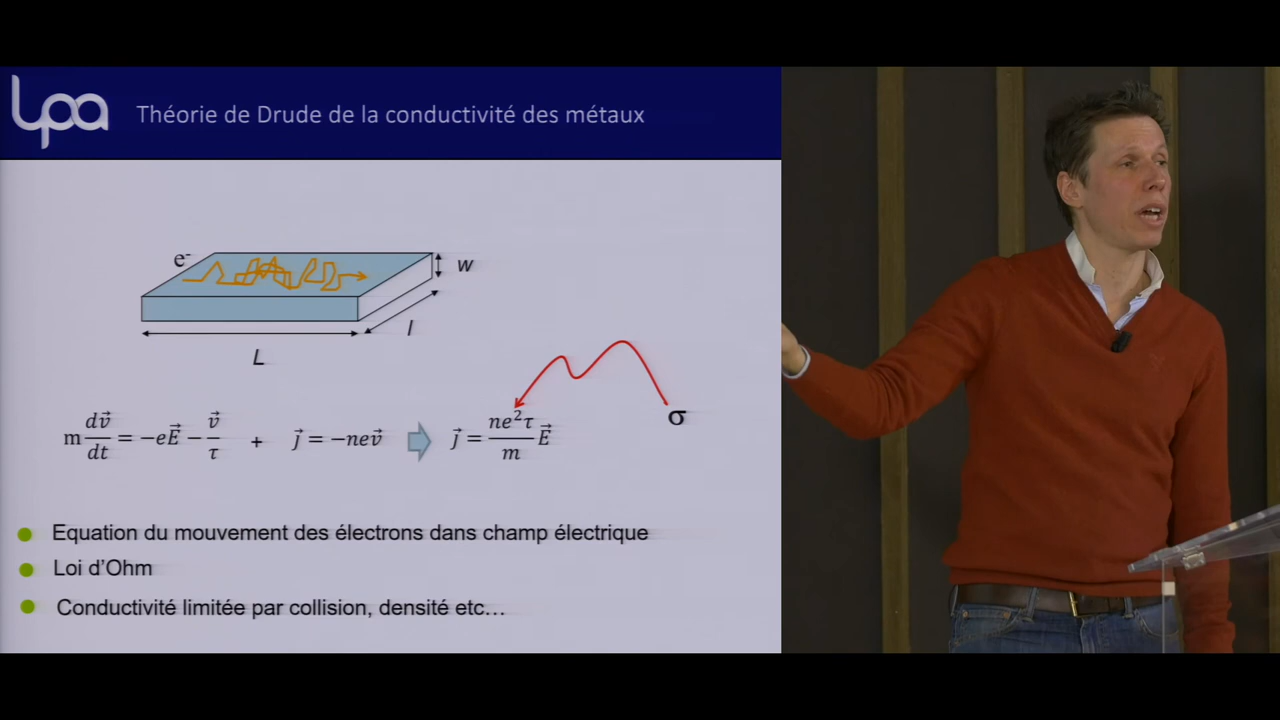 lpa
Théorie de Drude de la conductivité des métaux
e-
w
l
L
σ
m dv⃗/dt = −eE⃗ − v⃗/τ + j⃗ = −nev⃗ j⃗ = ne²τ/m E⃗
Equation du mouvement des électrons dans champ électrique
Loi d'Ohm
Conductivité limitée par collision, densité etc…